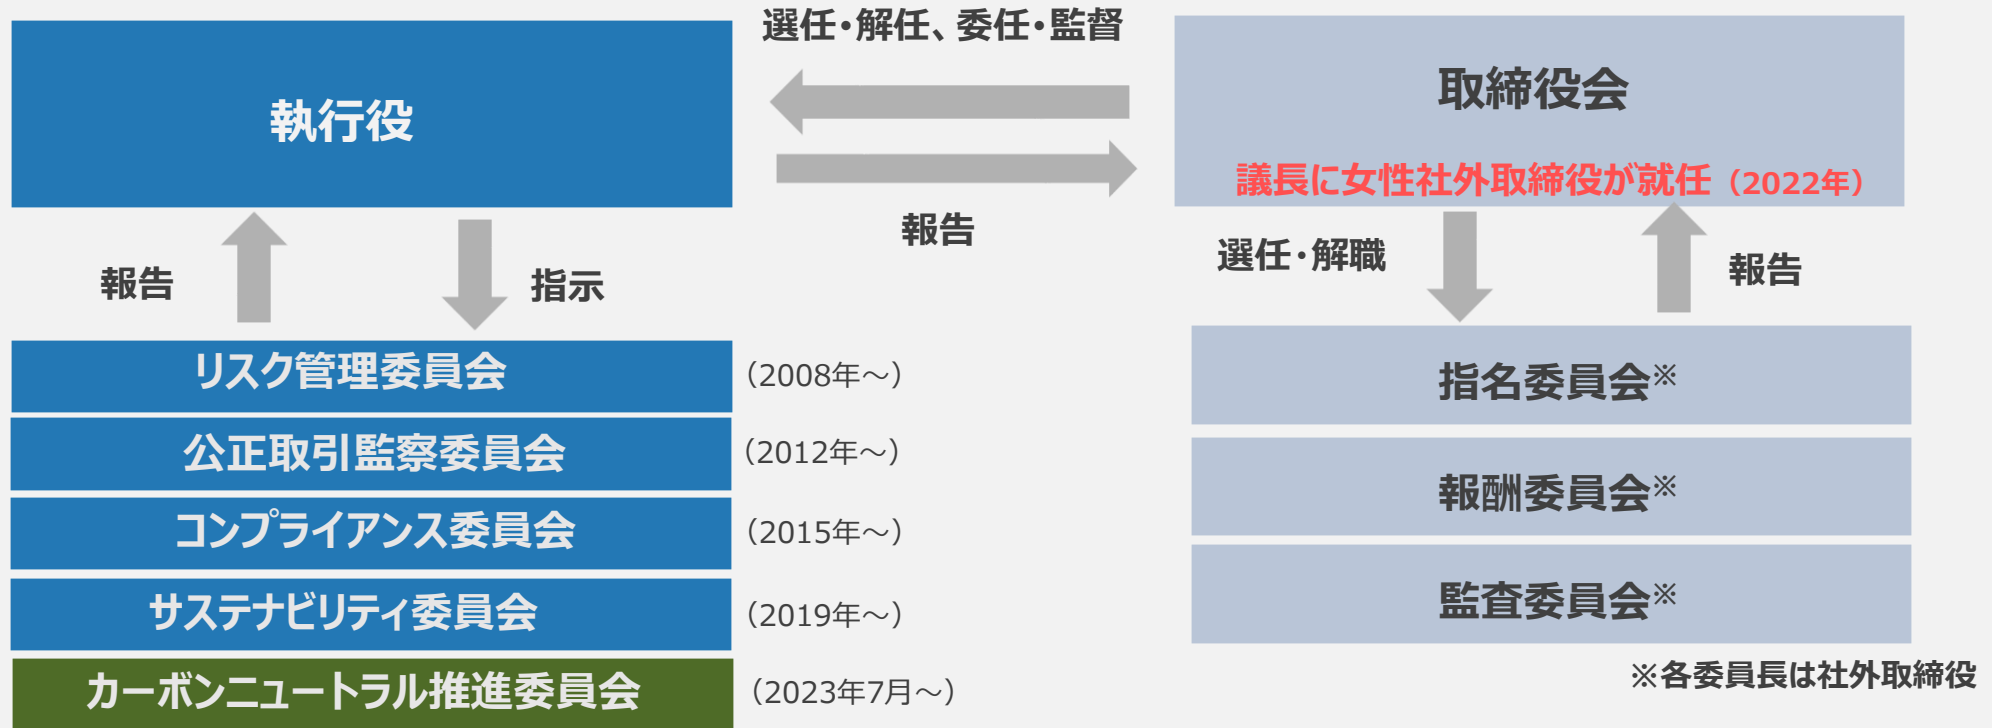 選任・解任、委任・監督
執行役
取締役会
議長に女性社外取締役が就任（2022年）
報告
報告
指示
選任・解職
報告
リスク管理委員会
（2008年～）
公正取引監察委員会
（2012年～）
コンプライアンス委員会
（2015年～）
サステナビリティ委員会
（2019年～）
カーボンニュートラル推進委員会
（2023年7月～）
指名委員会※
報酬委員会※
監査委員会※
※各委員長は社外取締役